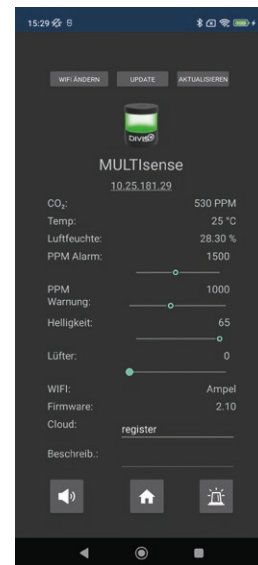 15:29
WIFI ÄNDERN UPDATE AKTUALISIEREN
DIVIS
MULTIsense
10.25.181.29
CO₂: 530 PPM
Temp: 25 °C
Luftfeuchte: 28.30 %
PPM Alarm: 1500
PPM Warnung: 1000
Helligkeit: 65
Lüfter: 0
WIFI: Ampel
Firmware: 2.10
Cloud: register
Beschreib.: